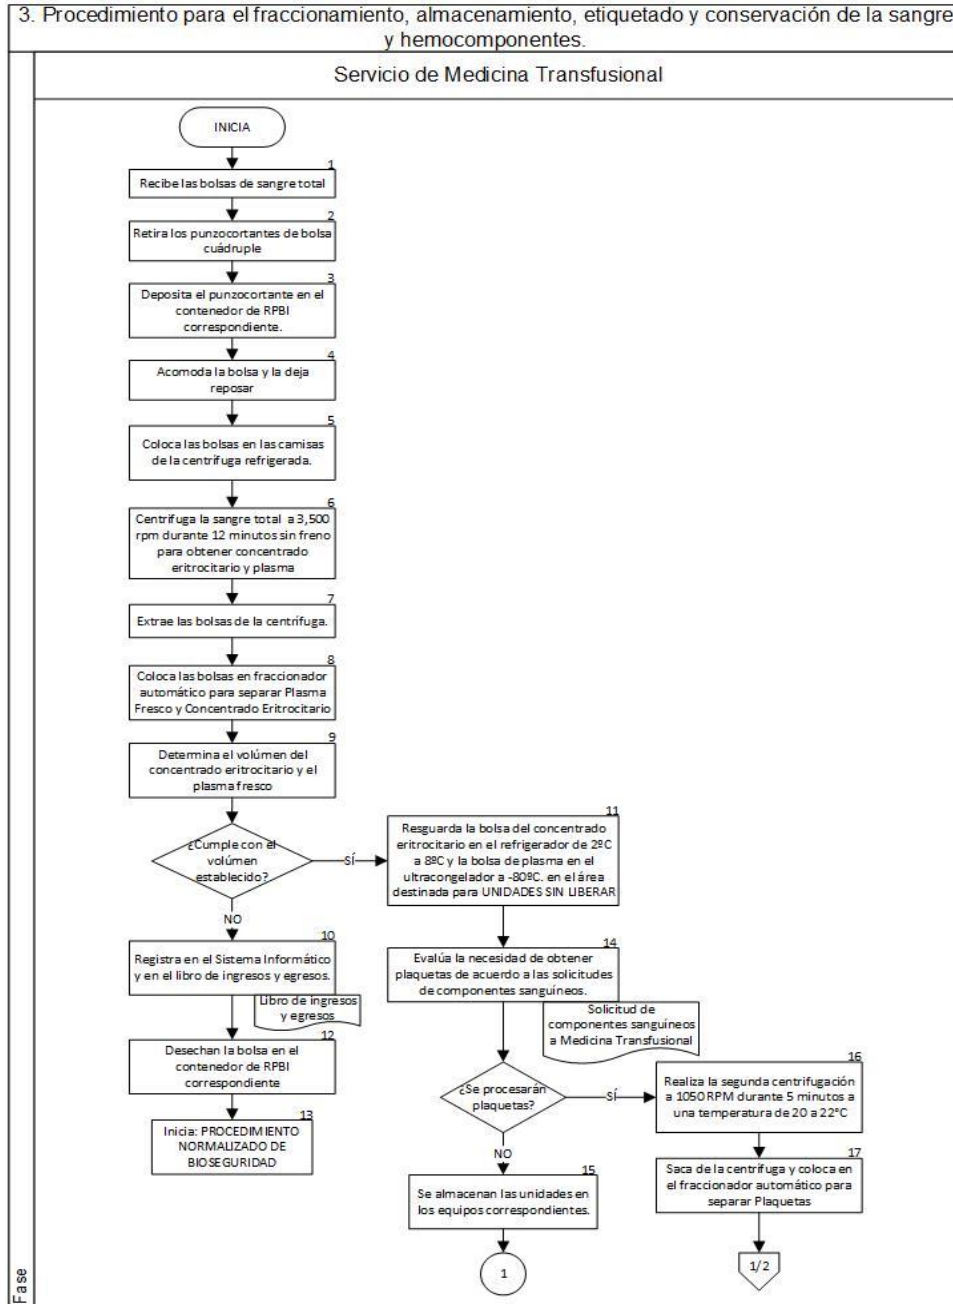 3. Procedimiento para el fraccionamiento, almacenamiento, etiquetado y conservación de la sangre
y hemocomponentes.
Servicio de Medicina Transfusional
Fase
INICIA
1
Recibe las bolsas de sangre total
2
Retira los punzocortantes de bolsa
cuádruple
3
Deposita el punzocortante en el
contenedor de RPBI
correspondiente.
4
Acomoda la bolsa y la deja
reposar
5
Coloca las bolsas en las camisas
de la centrífuga refrigerada.
6
Centrifuga la sangre total a 3,500
rpm durante 12 minutos sin freno
para obtener concentrado
eritrocitario y plasma
7
Extrae las bolsas de la centrífuga.
8
Coloca las bolsas en fraccionador
automático para separar Plasma
Fresco y Concentrado Eritrocitario
9
Determina el volúmen del
concentrado eritrocitario y el
plasma fresco
¿Cumple con el
volúmen
establecido?
SÍ
NO
10
Registra en el Sistema Informático
y en el libro de ingresos y egresos.
Libro de ingresos
y egresos
12
Desechan la bolsa en el
contenedor de RPBI
correspondiente
13
Inicia: PROCEDIMIENTO
NORMALIZADO DE
BIOSEGURIDAD
11
Resguarda la bolsa del concentrado
eritrocitario en el refrigerador de 2ºC
a 8ºC y la bolsa de plasma en el
ultracongelador a -80ºC. en el área
destinada para UNIDADES SIN LIBERAR
14
Evalúa la necesidad de obtener
plaquetas de acuerdo a las solicitudes
de componentes sanguíneos.
Solicitud de
componentes sanguíneos
a Medicina Transfusional
¿Se procesarán
plaquetas?
SÍ
NO
15
Se almacenan las unidades en
los equipos correspondientes.
1
16
Realiza la segunda centrifugación
a 1050 RPM durante 5 minutos a
una temperatura de 20 a 22°C
17
Saca de la centrífuga y coloca en
el fraccionador automático para
separar Plaquetas
1/2